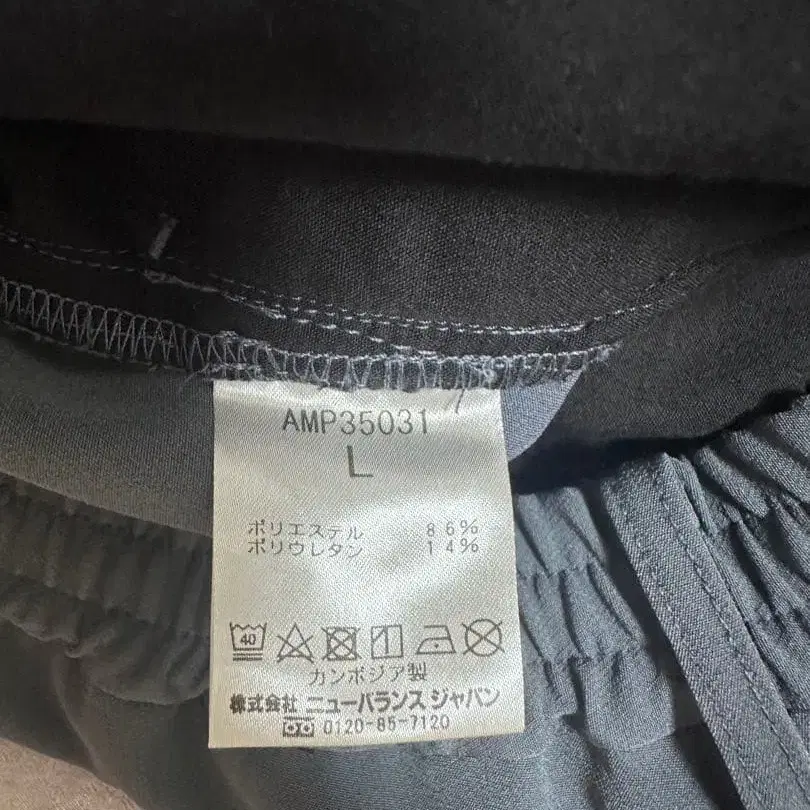 AMP35031
L
ポリエステル 86%
ポリウレタン 14%
40
カンボジア製
株式会社 ニューバランス ジャパン
0120-85-7120